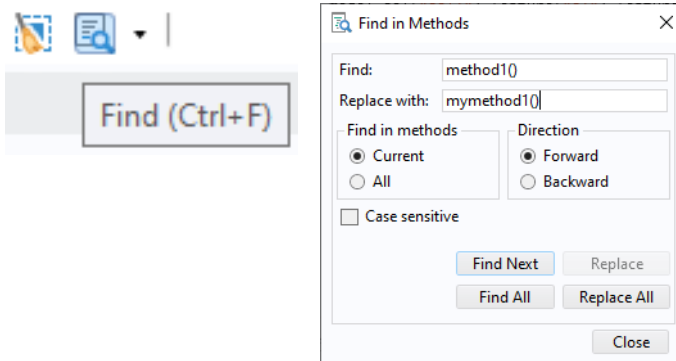 Find (Ctrl+F)
Find in Methods
Find: method1()
Replace with: mymethod1()
Find in methods Direction
Current Forward
All Backward
Case sensitive
Find Next Replace
Find All Replace All
Close